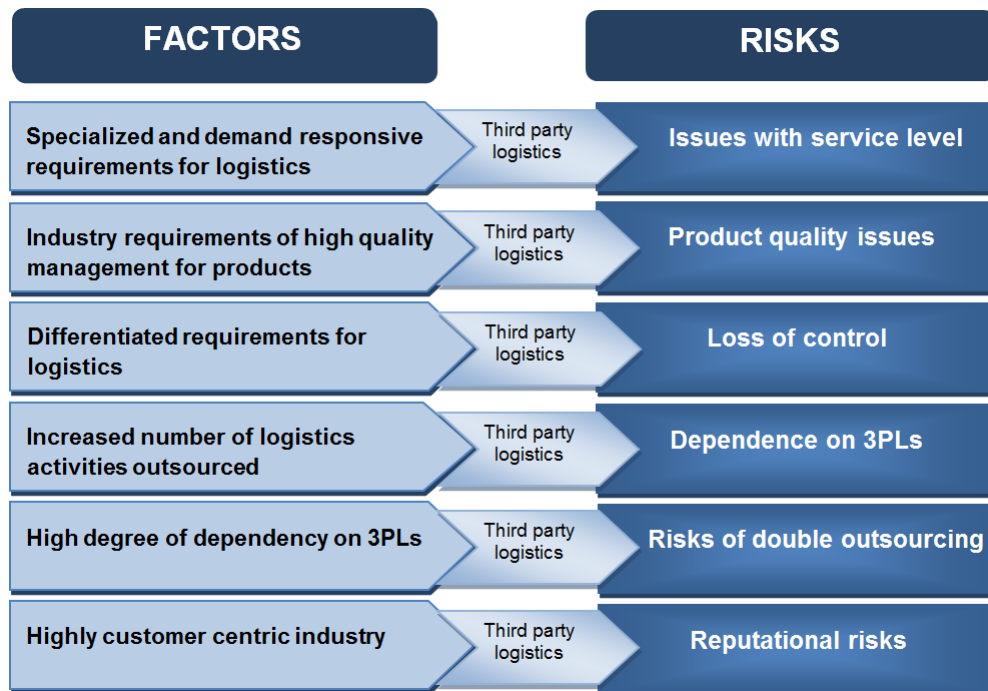 FACTORS
RISKS
Specialized and demand responsive
requirements for logistics
Third party
logistics
Issues with service level
Industry requirements of high quality
management for products
Third party
logistics
Product quality issues
Differentiated requirements for
logistics
Third party
logistics
Loss of control
Increased number of logistics
activities outsourced
Third party
logistics
Dependence on 3PLs
High degree of dependency on 3PLs
Third party
logistics
Risks of double outsourcing
Highly customer centric industry
Third party
logistics
Reputational risks